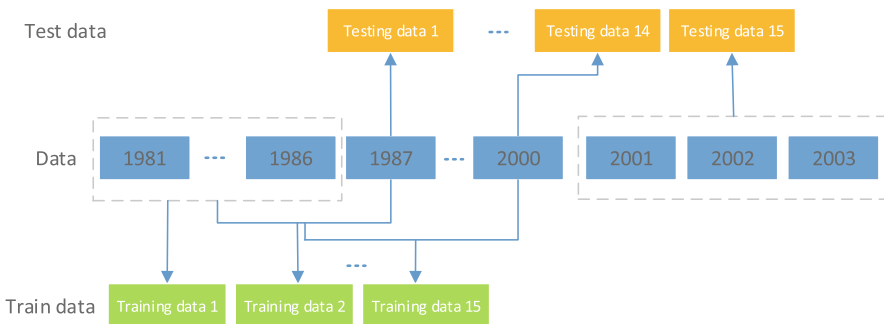 Test data
Testing data 1
Testing data 14
Testing data 15
Data
1981
1986
1987
2000
2001
2002
2003
Train data
Training data 1
Training data 2
Training data 15